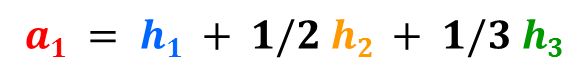 a₁ = h₁ + 1/2 h₂ + 1/3 h₃